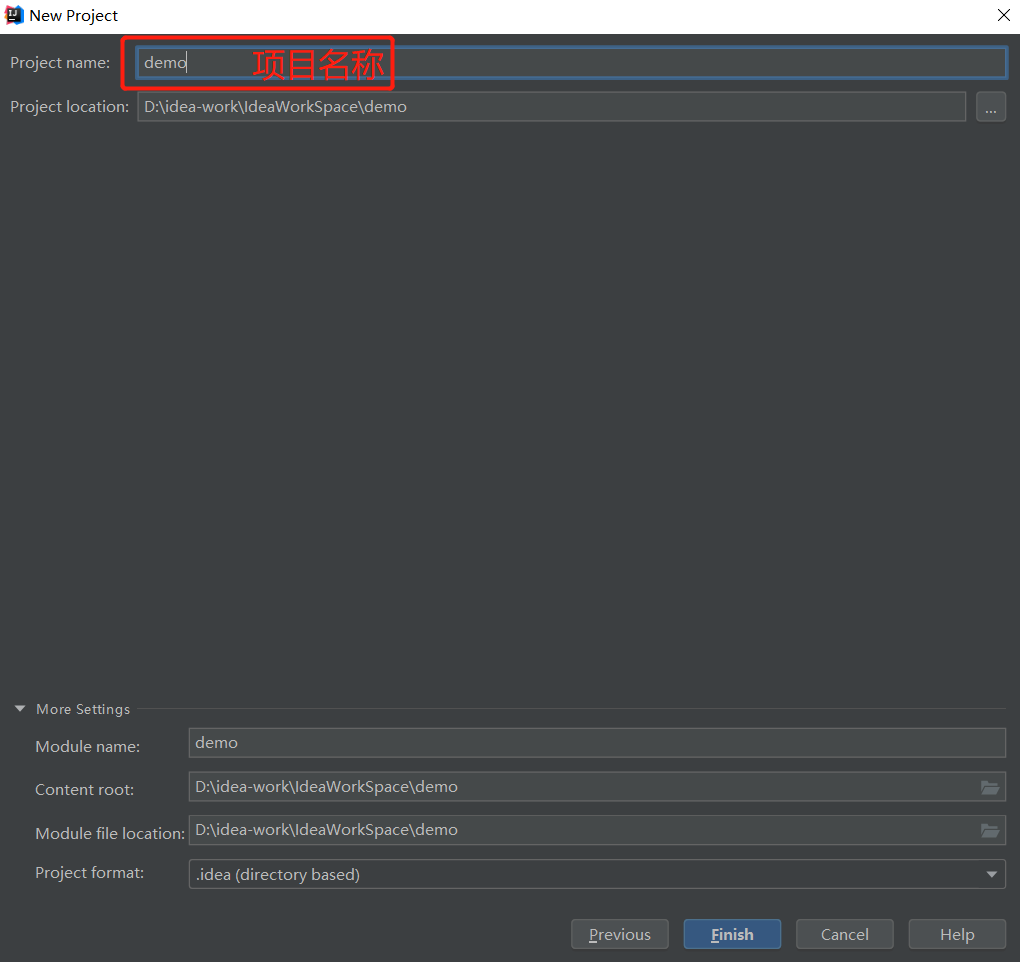 New Project
Project name: demo 项目名称
Project location: D:\idea-work\IdeaWorkSpace\demo ...
More Settings
Module name: demo
Content root: D:\idea-work\IdeaWorkSpace\demo
Module file location: D:\idea-work\IdeaWorkSpace\demo
Project format: .idea (directory based)
Previous Finish Cancel Help